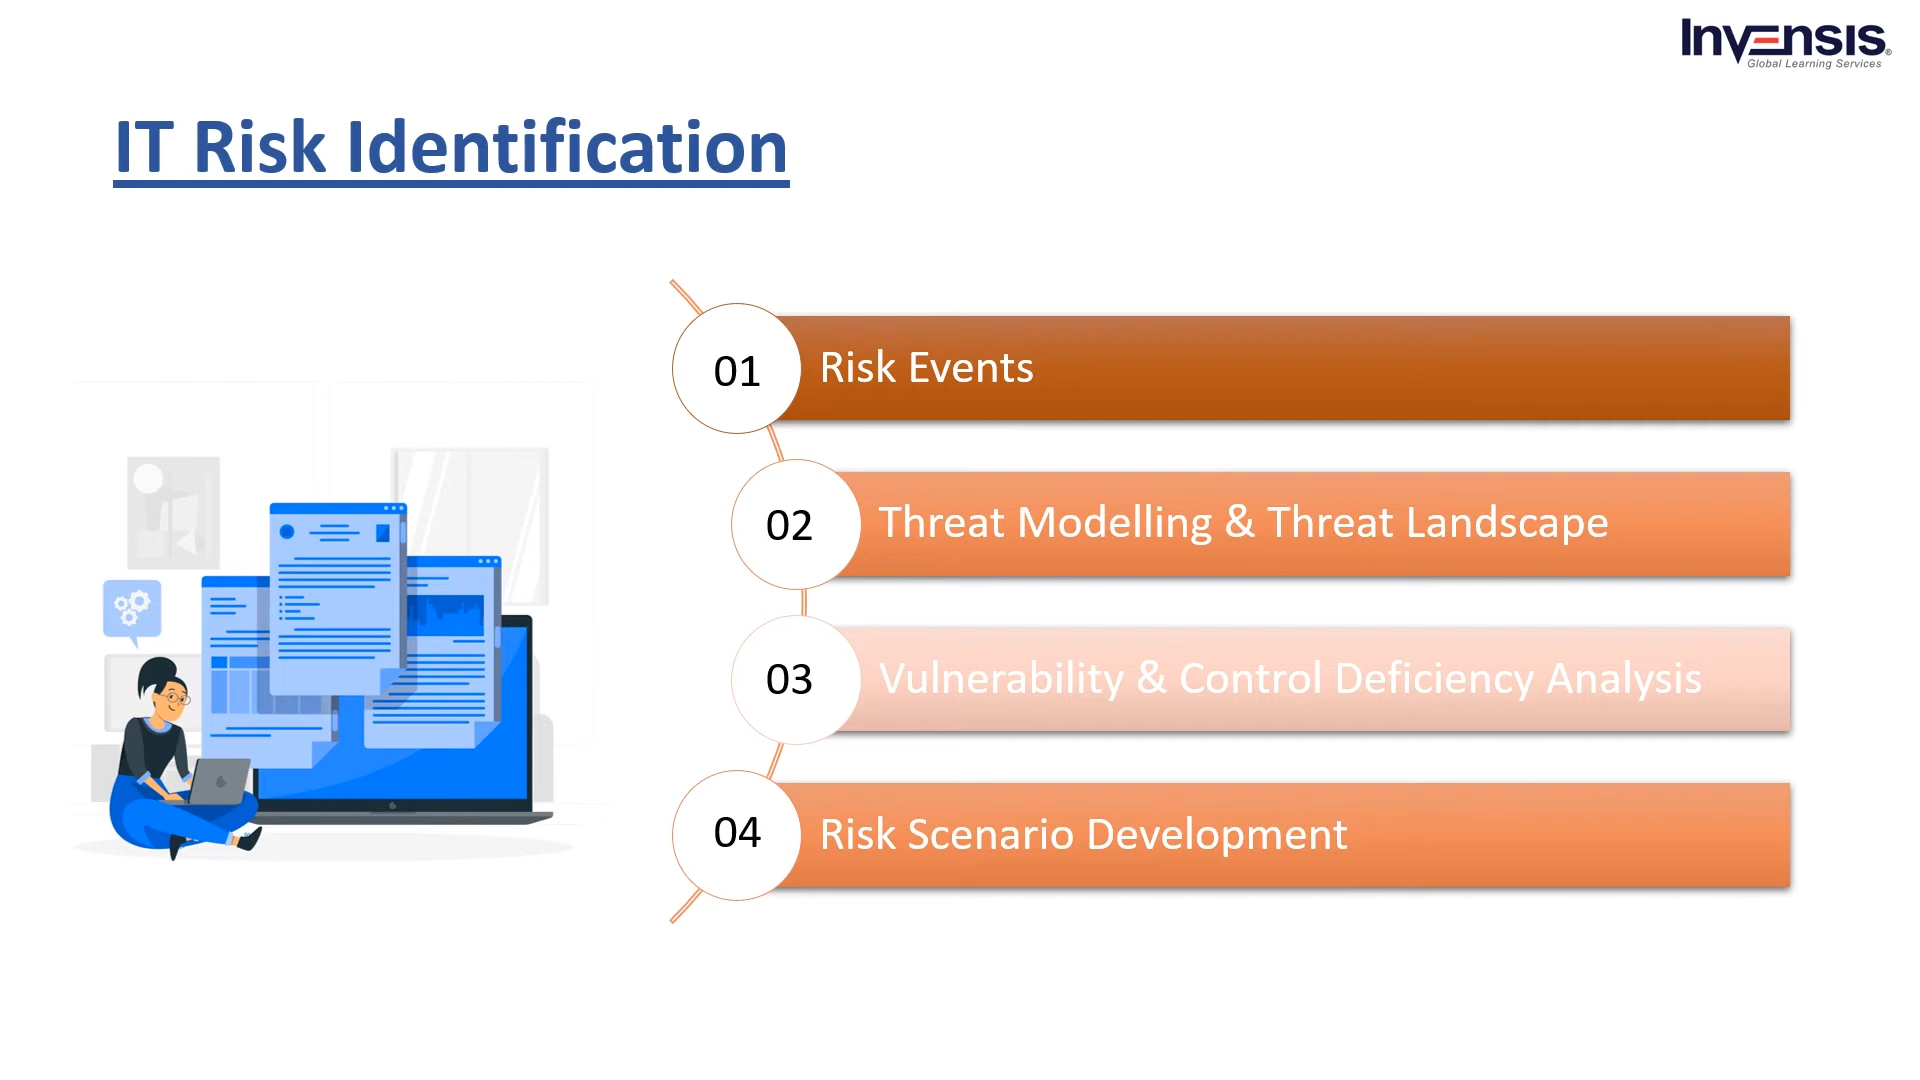 Invensis®
Global Learning Services
IT Risk Identification
01 Risk Events
02 Threat Modelling & Threat Landscape
03 Vulnerability & Control Deficiency Analysis
04 Risk Scenario Development